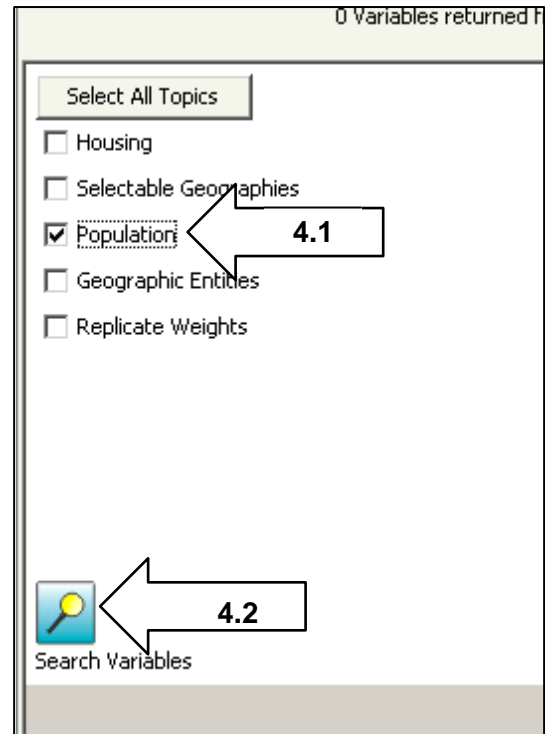 0 Variables returned f
Select All Topics
Housing
Selectable Geographies
Population
4.1
Geographic Entities
Replicate Weights
4.2
Search Variables